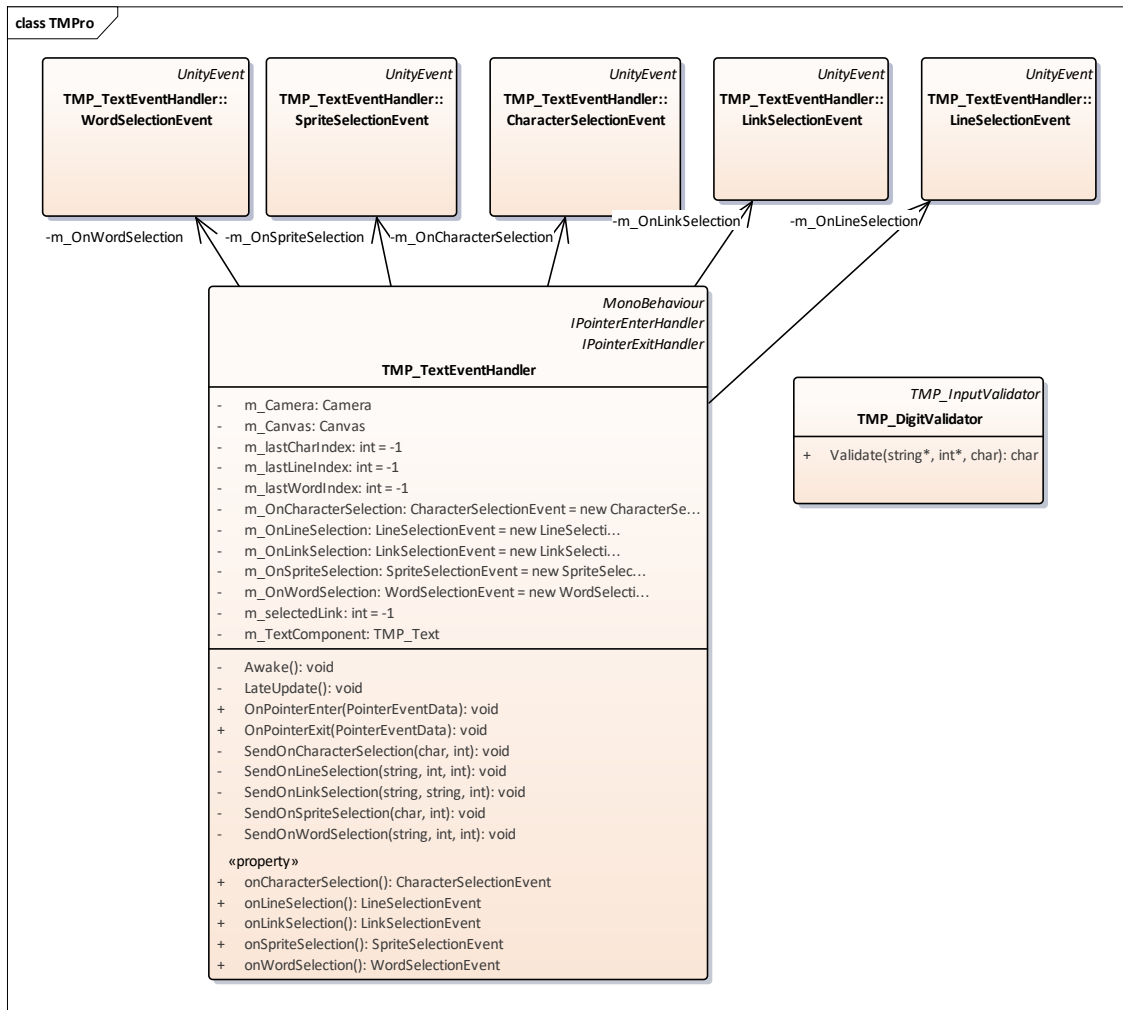 class TMPro
UnityEvent
TMP_TextEventHandler::
WordSelectionEvent
UnityEvent
TMP_TextEventHandler::
SpriteSelectionEvent
UnityEvent
TMP_TextEventHandler::
CharacterSelectionEvent
UnityEvent
TMP_TextEventHandler::
LinkSelectionEvent
UnityEvent
TMP_TextEventHandler::
LineSelectionEvent
-m_OnWordSelection
-m_OnSpriteSelection
-m_OnCharacterSelection
-m_OnLinkSelection
-m_OnLineSelection
MonoBehaviour
IPointerEnterHandler
IPointerExitHandler
TMP_TextEventHandler
- m_Camera: Camera
- m_Canvas: Canvas
- m_lastCharIndex: int = -1
- m_lastLineIndex: int = -1
- m_lastWordIndex: int = -1
- m_OnCharacterSelection: CharacterSelectionEvent = new CharacterSe...
- m_OnLineSelection: LineSelectionEvent = new LineSelecti...
- m_OnLinkSelection: LinkSelectionEvent = new LinkSelecti...
- m_OnSpriteSelection: SpriteSelectionEvent = new SpriteSelec...
- m_OnWordSelection: WordSelectionEvent = new WordSelecti...
- m_selectedLink: int = -1
- m_TextComponent: TMP_Text
- Awake(): void
- LateUpdate(): void
+ OnPointerEnter(PointerEventData): void
+ OnPointerExit(PointerEventData): void
- SendOnCharacterSelection(char, int): void
- SendOnLineSelection(string, int, int): void
- SendOnLinkSelection(string, string, int): void
- SendOnSpriteSelection(char, int): void
- SendOnWordSelection(string, int, int): void
«property»
+ onCharacterSelection(): CharacterSelectionEvent
+ onLineSelection(): LineSelectionEvent
+ onLinkSelection(): LinkSelectionEvent
+ onSpriteSelection(): SpriteSelectionEvent
+ onWordSelection(): WordSelectionEvent
TMP_InputValidator
TMP_DigitValidator
+ Validate(string*, int*, char): char